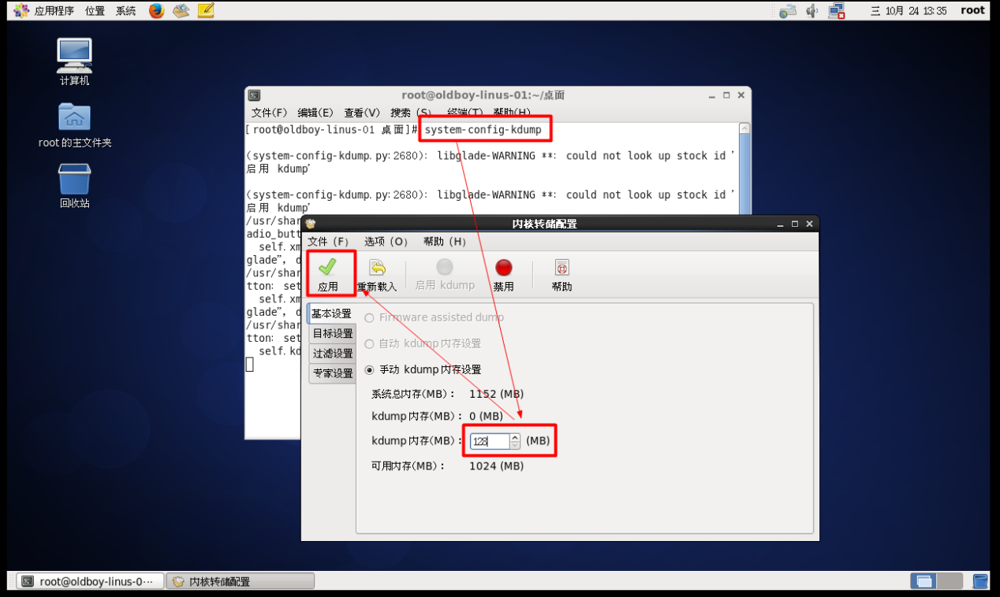 应用程序 位置 系统
三 10月 24 13:35 root
计算机
root 的主文件夹
回收站
root@oldboy-linus-01:~/桌面
文件(F) 编辑(E) 查看(V) 搜索 (S) 终端(T) 帮助(H)
[root@oldboy-linus-01 桌面]# system-config-kdump
(system-config-kdump.py:2680): libglade-WARNING **: could not look up stock id '
启用 kdump'
(system-config-kdump.py:2680): libglade-WARNING **: could not look up stock id '
启用 kdump'
/usr/shar
adio_butt
self.xm
glade", d
/usr/shar
tton: set
self.xm
glade", d
/usr/shar
tton: set
self.kd
内核转储配置
文件 (F) 选项 (O) 帮助 (H)
应用 重新载入 启用 kdump 禁用 帮助
基本设置
目标设置
过滤设置
专家设置
Firmware assisted dump
自动 kdump 内存设置
手动 kdump 内存设置
系统总内存(MB)： 1152 (MB)
kdump 内存(MB)： 0 (MB)
kdump 内存(MB)： 128 (MB)
可用内存(MB)： 1024 (MB)
root@oldboy-linus-0··· 内核转储配置